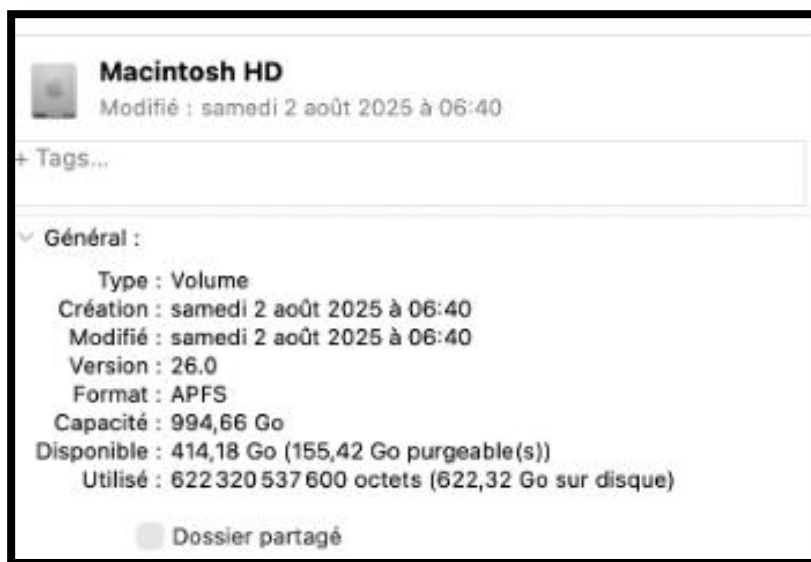 Macintosh HD
Modifié : samedi 2 août 2025 à 06:40
+ Tags...
Général :
Type : Volume
Création : samedi 2 août 2025 à 06:40
Modifié : samedi 2 août 2025 à 06:40
Version : 26.0
Format : APFS
Capacité : 994,66 Go
Disponible : 414,18 Go (155,42 Go purgeable(s))
Utilisé : 622 320 537 600 octets (622,32 Go sur disque)
Dossier partagé